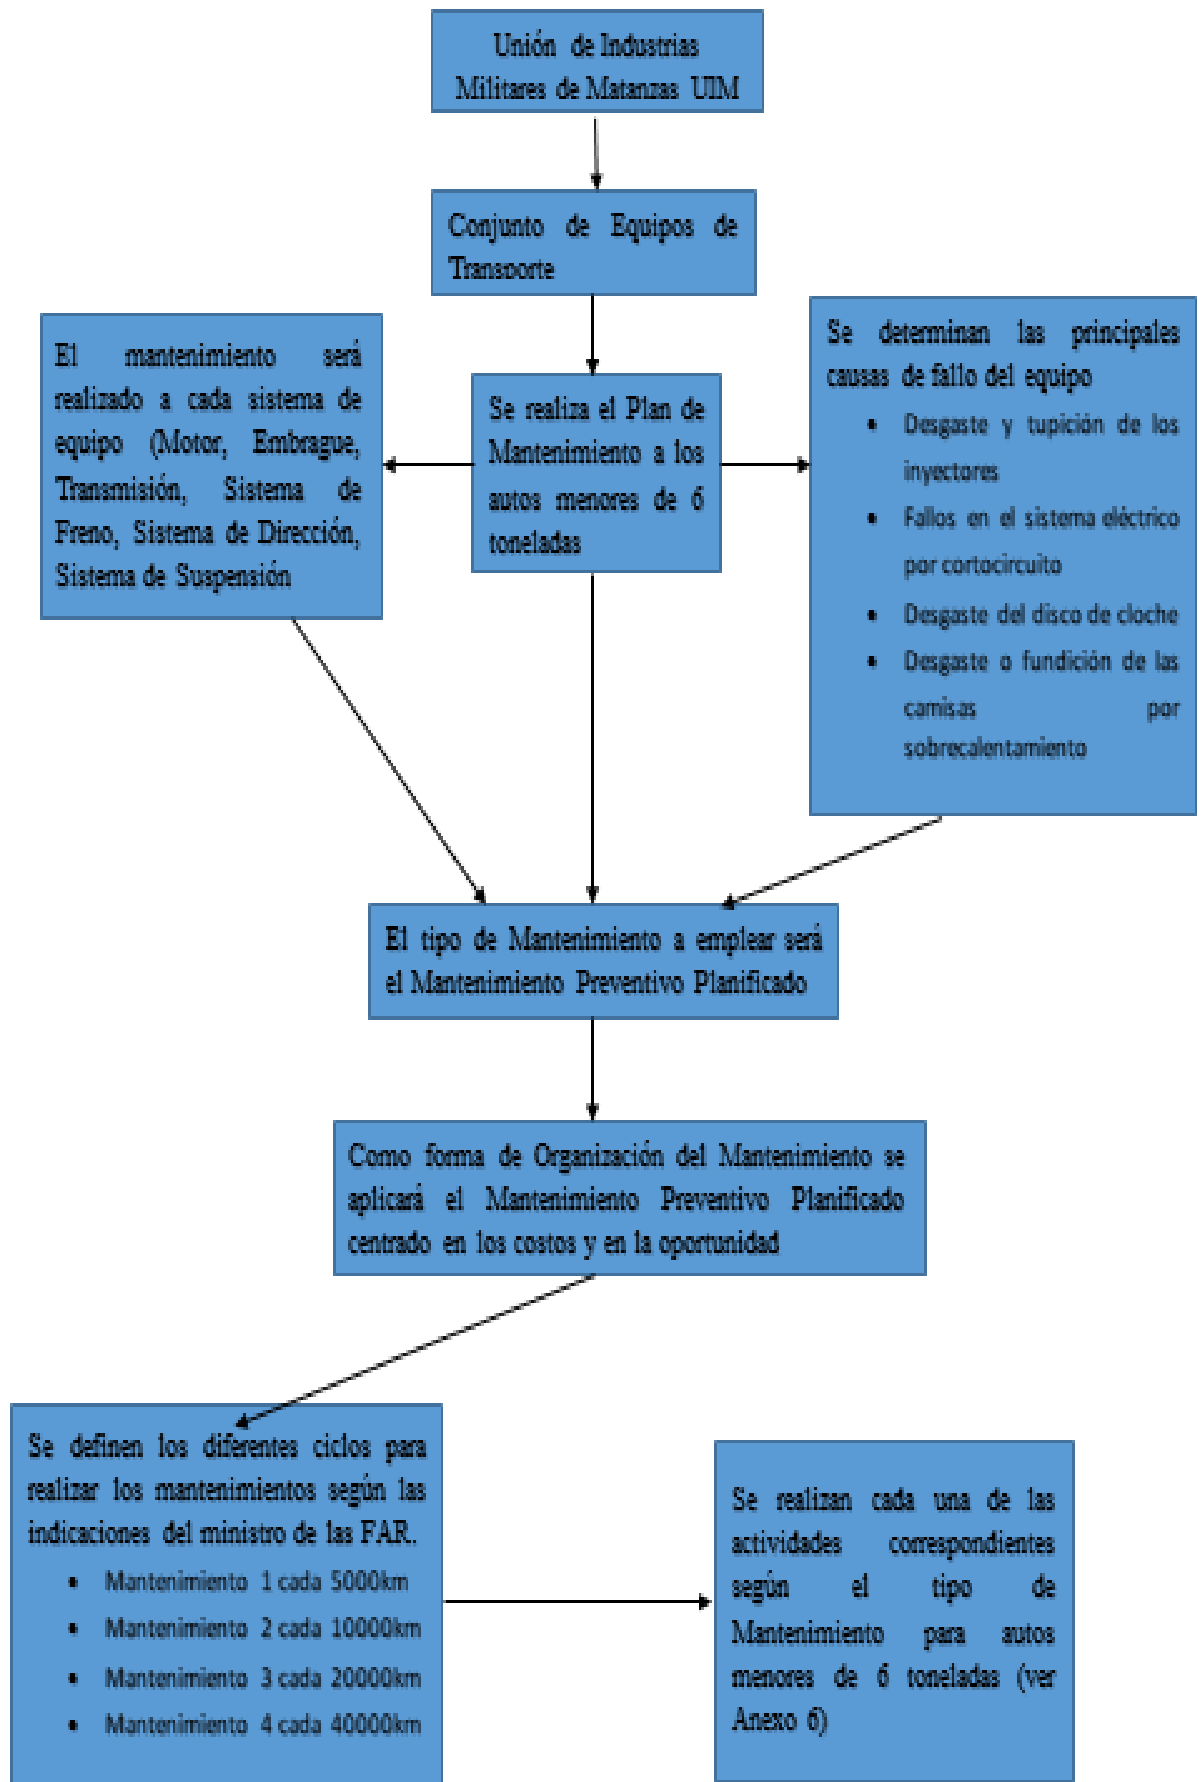 Unión de Industrias
Militares de Matanzas UIM
Conjunto de Equipos de
Transporte
El mantenimiento será
realizado a cada sistema de
equipo (Motor, Embrague,
Transmisión, Sistema de
Freno, Sistema de Dirección,
Sistema de Suspensión
Se realiza el Plan de
Mantenimiento a los
autos menores de 6
toneladas
Se determinan las principales
causas de fallo del equipo
• Desgaste y tupición de los
inyectores
• Fallos en el sistema eléctrico
por cortocircuito
• Desgaste del disco de cloche
• Desgaste o fundición de las
camisas por
sobrecalentamiento
El tipo de Mantenimiento a emplear será
el Mantenimiento Preventivo Planificado
Como forma de Organización del Mantenimiento se
aplicará el Mantenimiento Preventivo Planificado
centrado en los costos y en la oportunidad
Se definen los diferentes ciclos para
realizar los mantenimientos según las
indicaciones del ministro de las FAR.
• Mantenimiento 1 cada 5000km
• Mantenimiento 2 cada 10000km
• Mantenimiento 3 cada 20000km
• Mantenimiento 4 cada 40000km
Se realizan cada una de las
actividades correspondientes
según el tipo de
Mantenimiento para autos
menores de 6 toneladas (ver
Anexo 6)